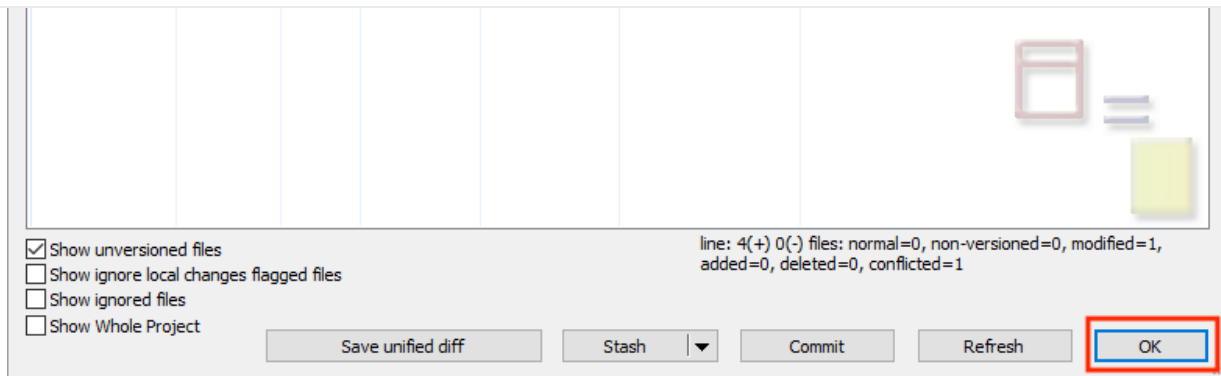 Show unversioned files
line: 4(+) 0(-) files: normal=0, non-versioned=0, modified=1,
added=0, deleted=0, conflicted=1
Show ignore local changes flagged files
Show ignored files
Show Whole Project
Save unified diff
Stash
Commit
Refresh
OK